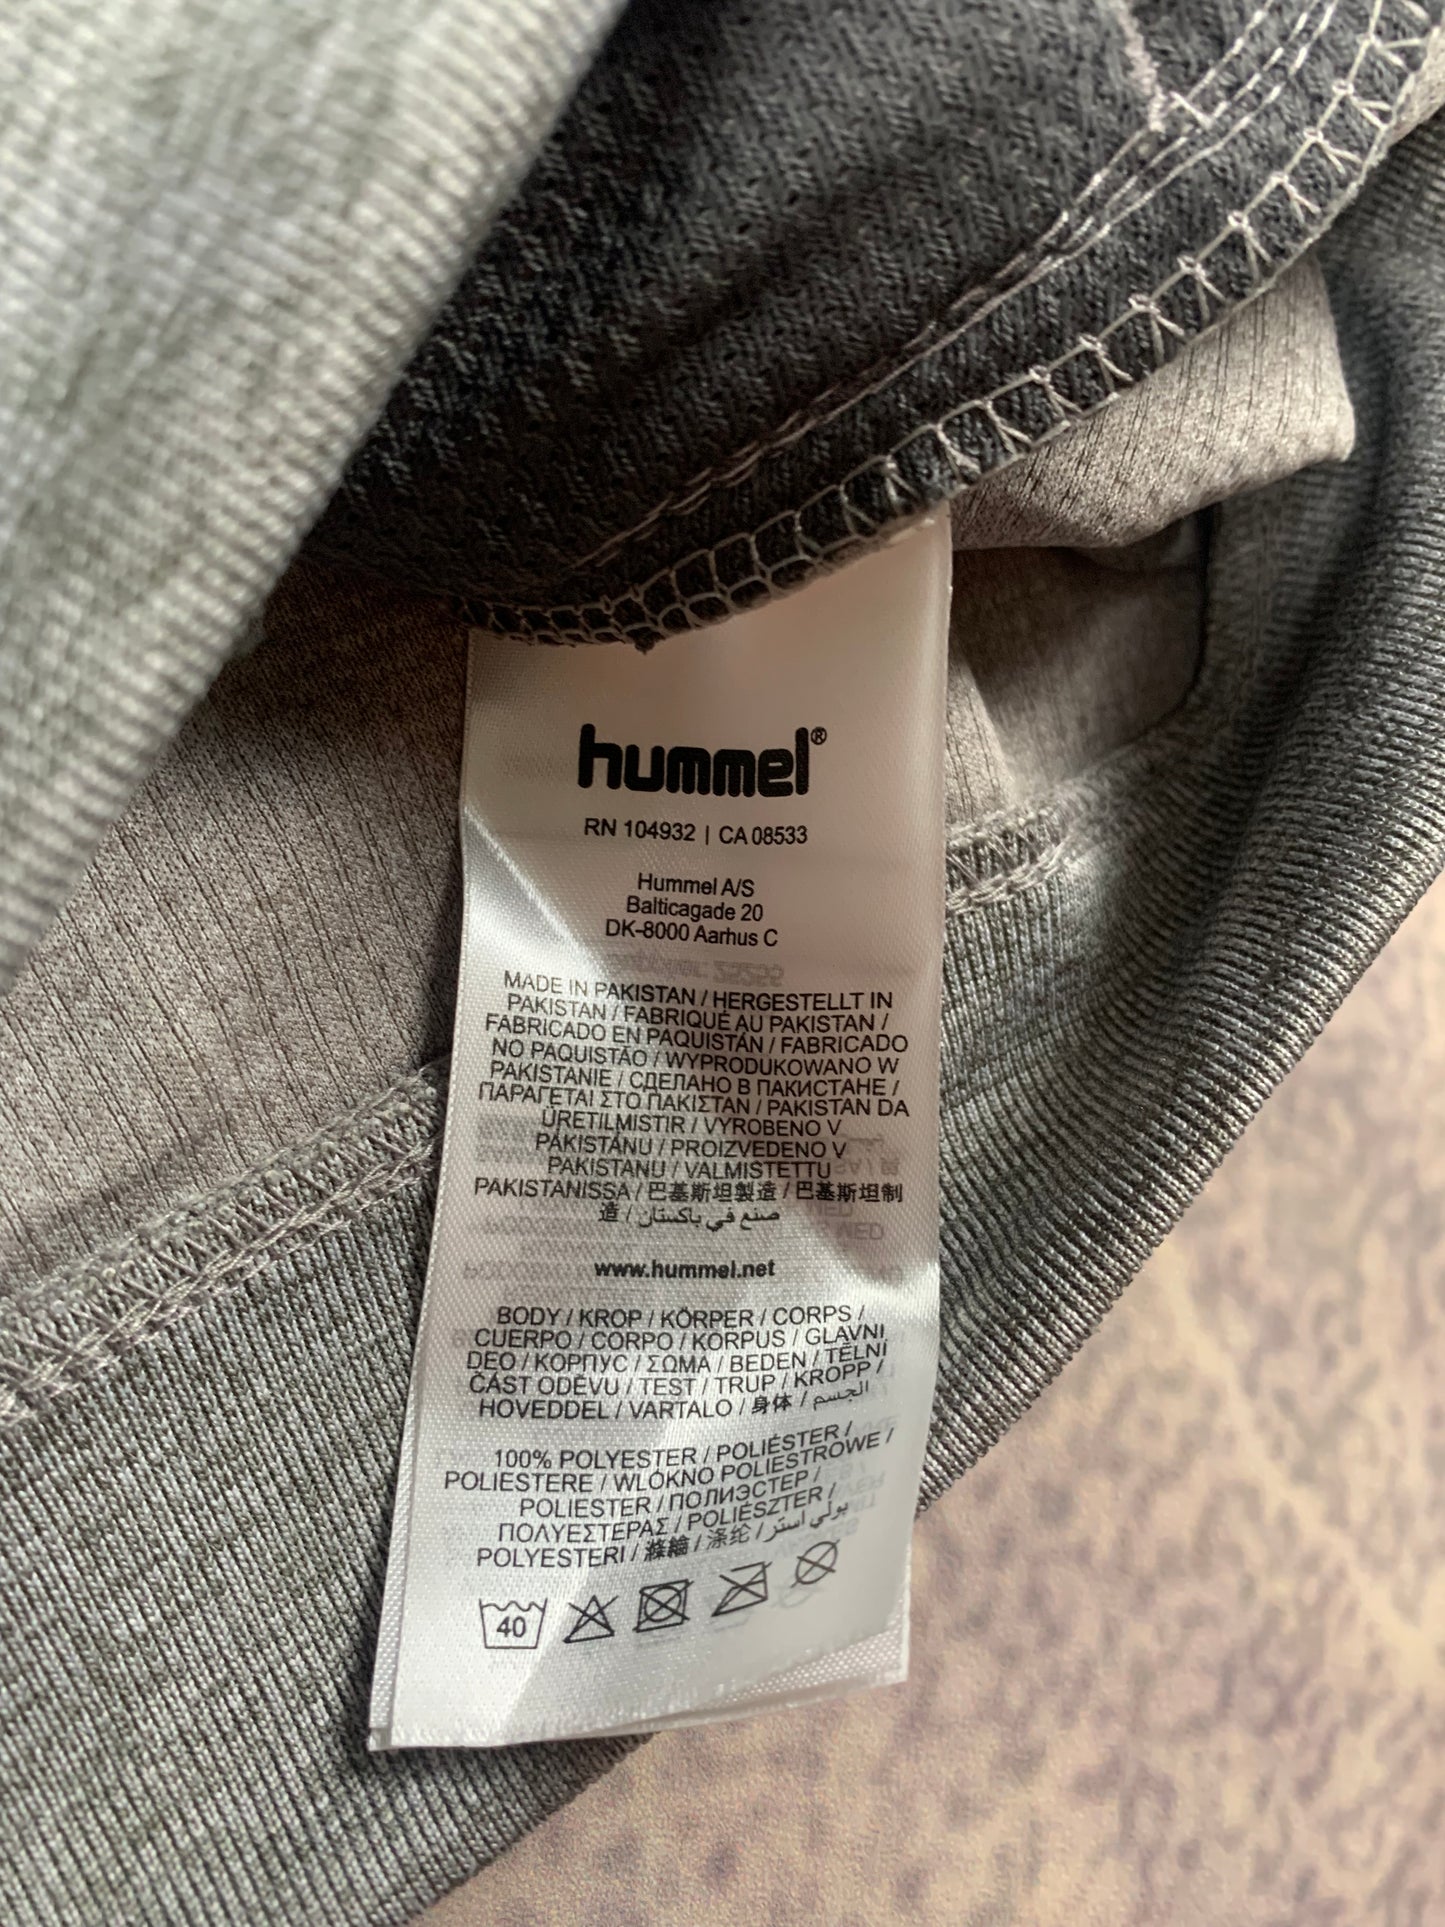 hummel®
RN 104932 | CA 08533
Hummel A/S
Balticagade 20
DK-8000 Aarhus C
MADE IN PAKISTAN / HERGESTELLT IN
PAKISTAN / FABRIQUÉ AU PAKISTAN /
FABRICADO EN PAQUISTÁN / FABRICADO
NO PAQUISTÃO / WYPRODUKOWANO W
PAKISTANIE / СДЕЛАНО В ПАКИСТАНЕ /
ΠΑΡΑΓΕΤΑΙ ΣΤΟ ΠΑΚΙΣΤΑΝ / PAKISTAN DA
ÜRETILMISTIR / VYROBENO V
PÁKISTÁNU / PROIZVEDENO V
PAKISTANU / VALMISTETTU
PAKISTANISSA / 巴基斯坦製造 / 巴基斯坦制
造 / صنع في باكستان
www.hummel.net
BODY / KROP / KÖRPER / CORPS /
CUERPO / CORPO / KORPUS / GLAVNI
DEO / КОРПУС / ΣΩΜΑ / BEDEN / TĚLNÍ
ČÁST ODĚVU / TEST / TRUP / KROPP /
HOVEDDEL / VARTALO / 身体 / الجسم
100% POLYESTER / POLIÉSTER /
POLIESTERE / WLÓKNO POLIESTROWE /
POLIESTER / ПОЛИЭСТЕР /
ΠΟΛΥΕΣΤΕΡΑΣ / POLIÉSZTER /
POLYESTERI / 滌綸 / 涤纶 / بولي استر
40